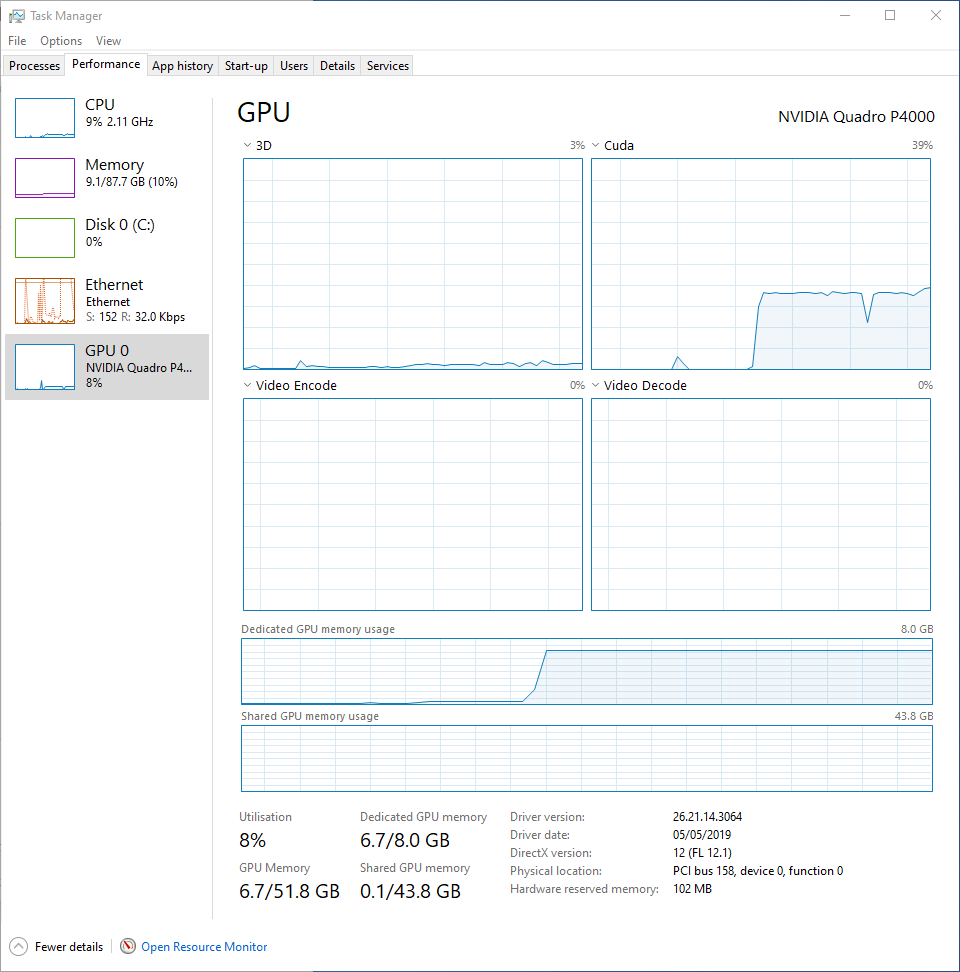 Task Manager
File Options View
Processes Performance App history Start-up Users Details Services
CPU
9% 2.11 GHz
Memory
9.1/87.7 GB (10%)
Disk 0 (C:)
0%
Ethernet
Ethernet
S: 152 R: 32.0 Kbps
GPU 0
NVIDIA Quadro P4...
8%
GPU
NVIDIA Quadro P4000
3D 3%
Cuda 39%
Video Encode 0%
Video Decode 0%
Dedicated GPU memory usage 8.0 GB
Shared GPU memory usage 43.8 GB
Utilisation
8%
Dedicated GPU memory
6.7/8.0 GB
GPU Memory
6.7/51.8 GB
Shared GPU memory
0.1/43.8 GB
Driver version: 26.21.14.3064
Driver date: 05/05/2019
DirectX version: 12 (FL 12.1)
Physical location: PCI bus 158, device 0, function 0
Hardware reserved memory: 102 MB
Fewer details
Open Resource Monitor